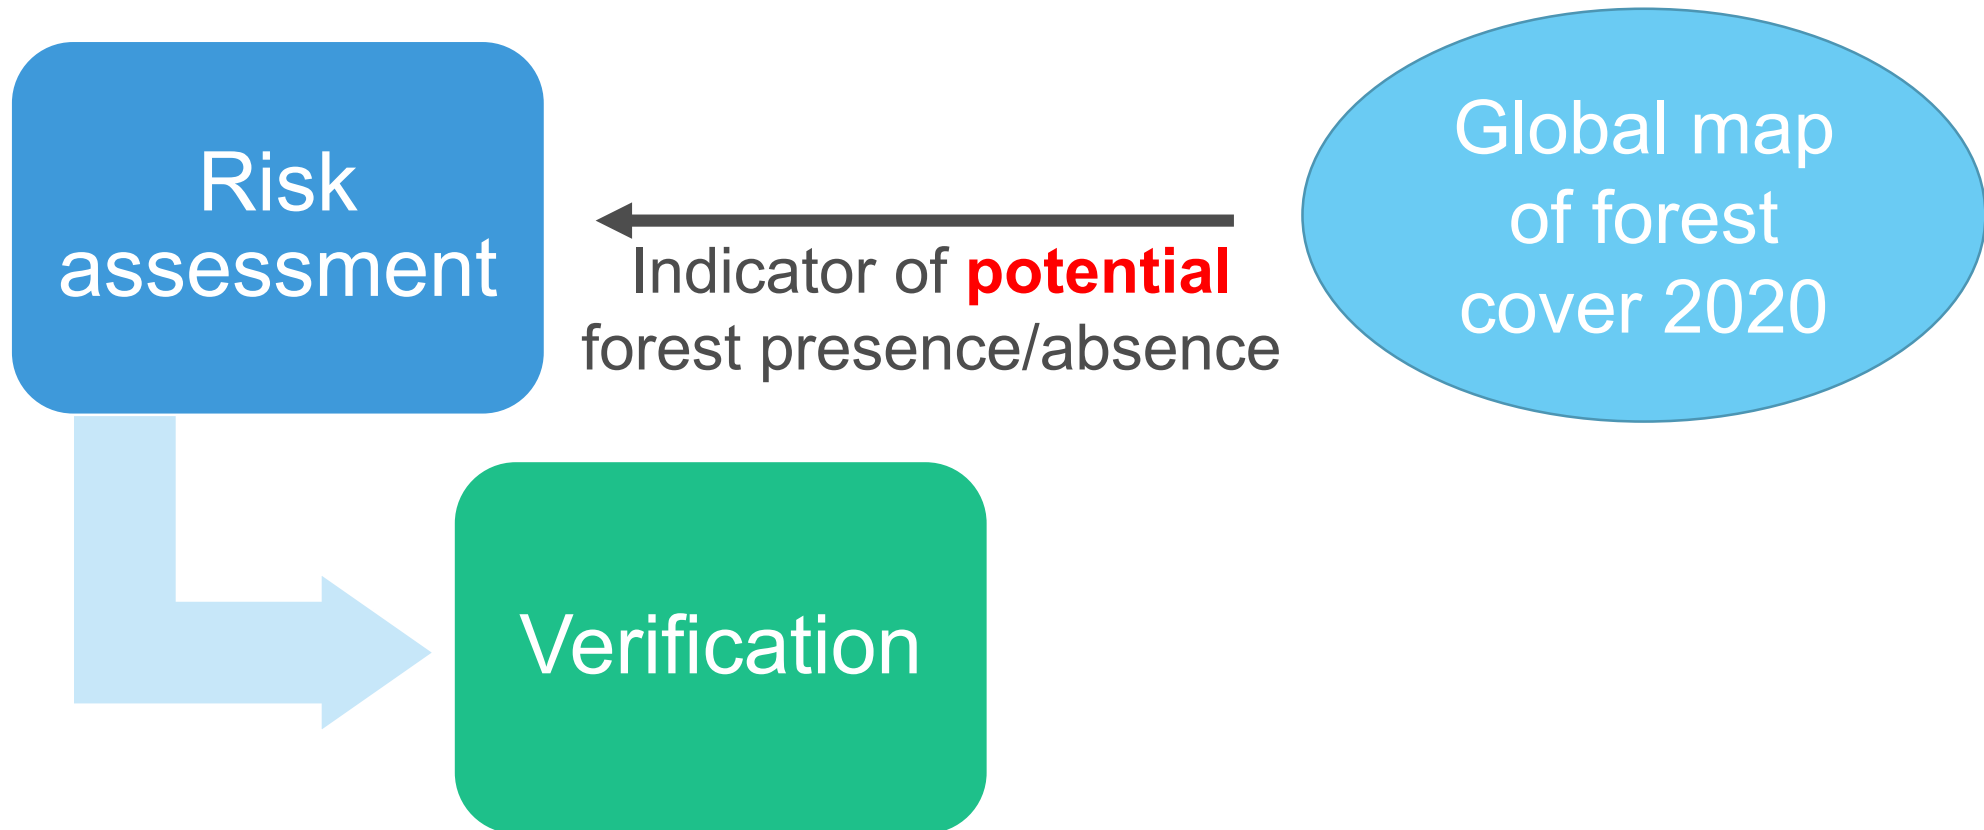 Risk
assessment
Indicator of potential
forest presence/absence
Global map
of forest
cover 2020
Verification